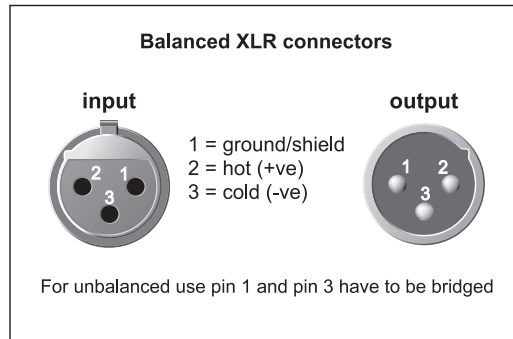 Balanced XLR connectors
input
output
1 = ground/shield
2 = hot (+ve)
3 = cold (-ve)
2 1
3
1 2
3
For unbalanced use pin 1 and pin 3 have to be bridged